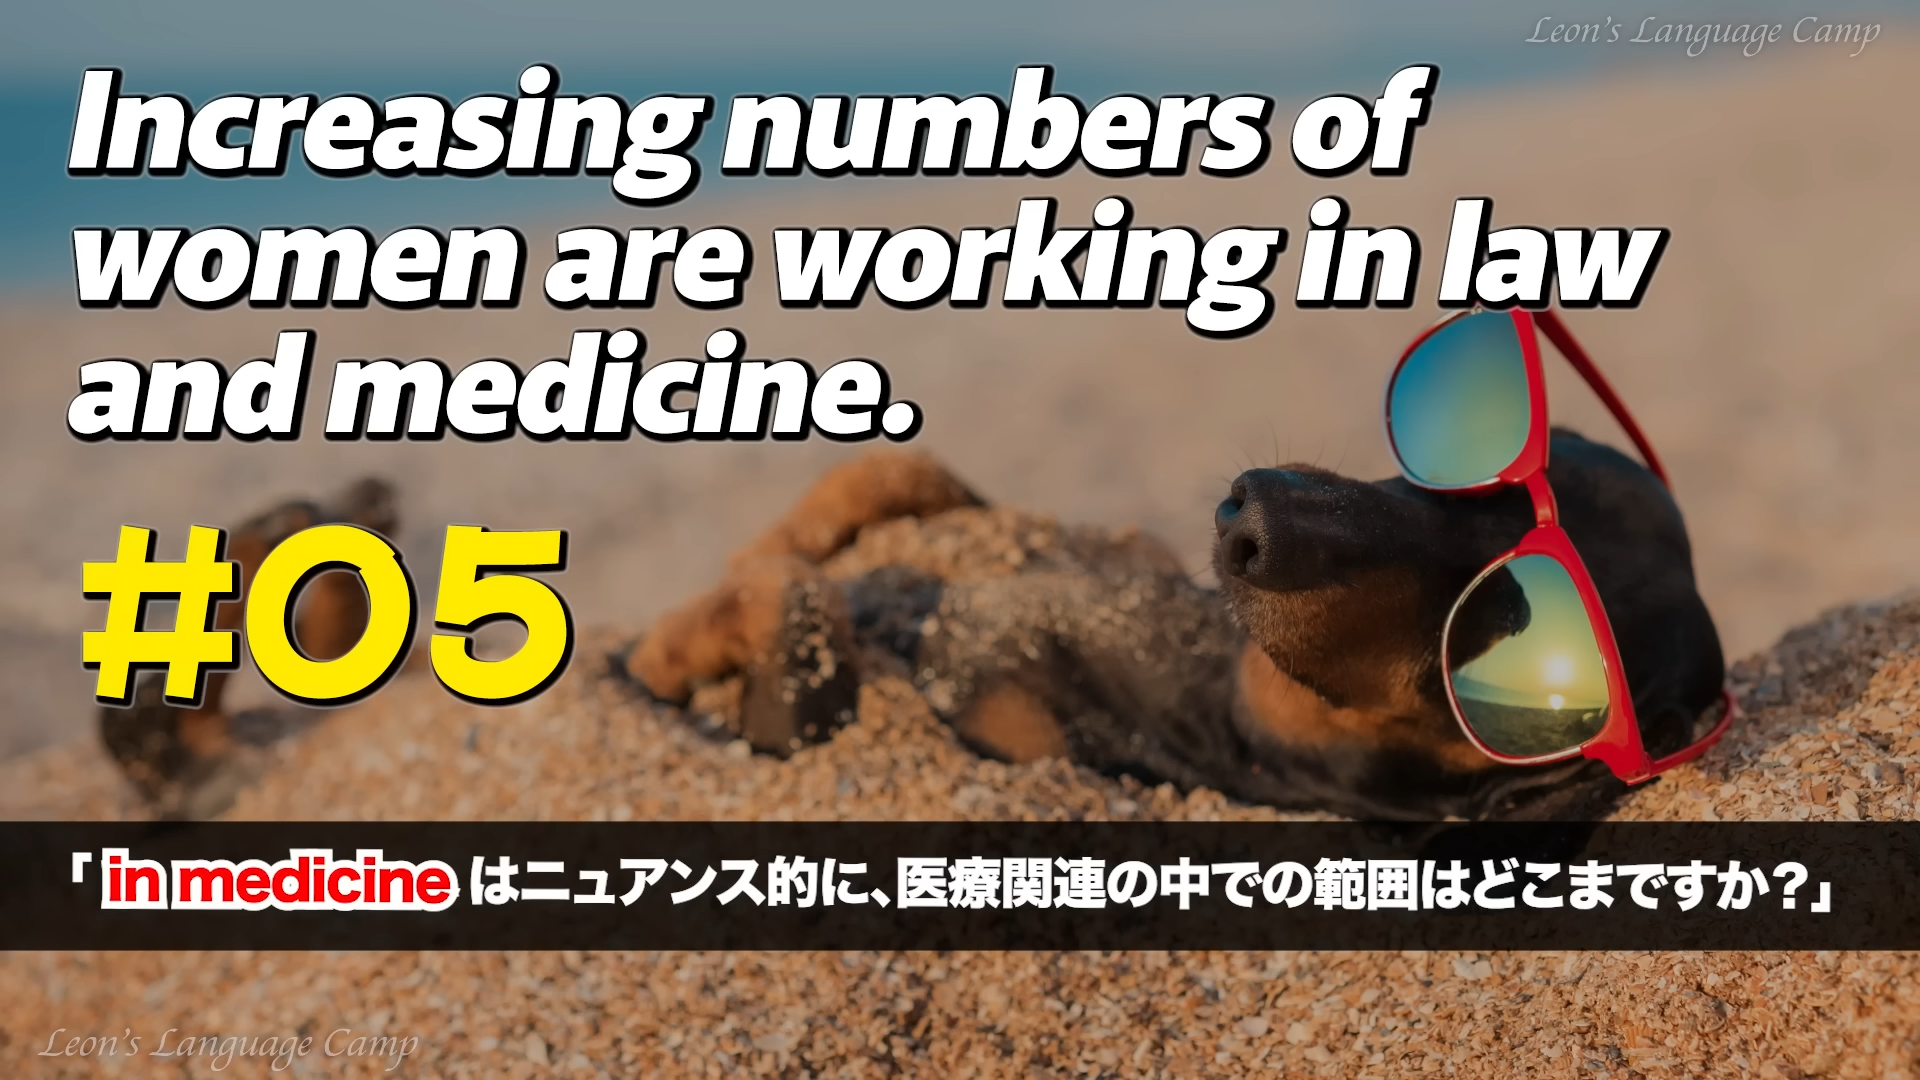 Leon's Language Camp
Increasing numbers of
women are working in law
and medicine.
#05
「in medicine はニュアンス的に、医療関連の中での範囲はどこまですか？」
Leon's Language Camp